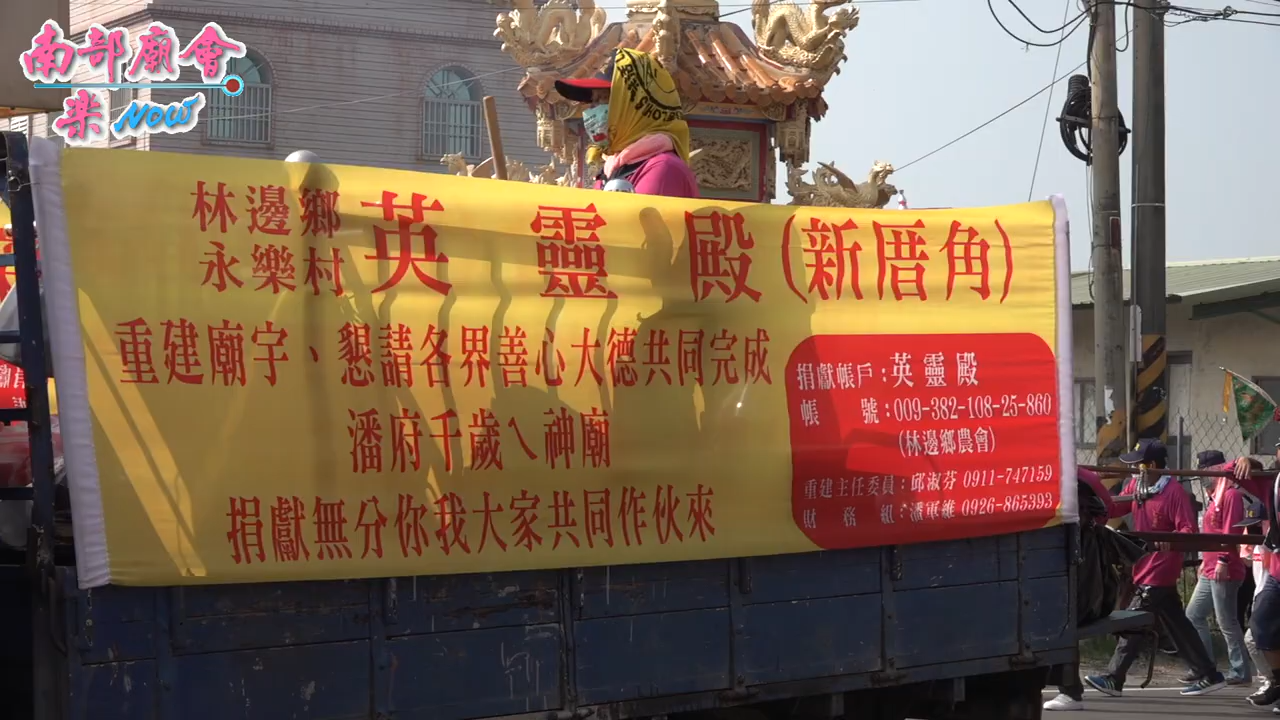 南部廟會
楽 NOW
林邊鄉
永樂村
英靈殿(新厝角)
重建廟宇、懇請各界善心大德共同完成
潘府千歲ㄟ神廟
捐獻無分你我大家共同作伙來
捐獻帳戶:英靈殿
帳 號:009-382-108-25-860
(林邊鄉農會)
重建主任委員:邱淑芬 0911-747159
財務組:潘軍維 0926-865393